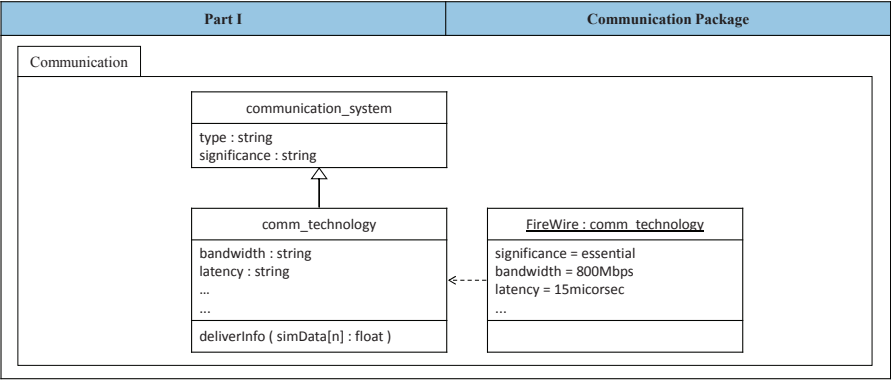 Part I
Communication Package
Communication
communication_system
type : string
significance : string
comm_technology
bandwidth : string
latency : string
...
...
deliverInfo ( simData[n] : float )
FireWire : comm_technology
significance = essential
bandwidth = 800Mbps
latency = 15micorsec
...